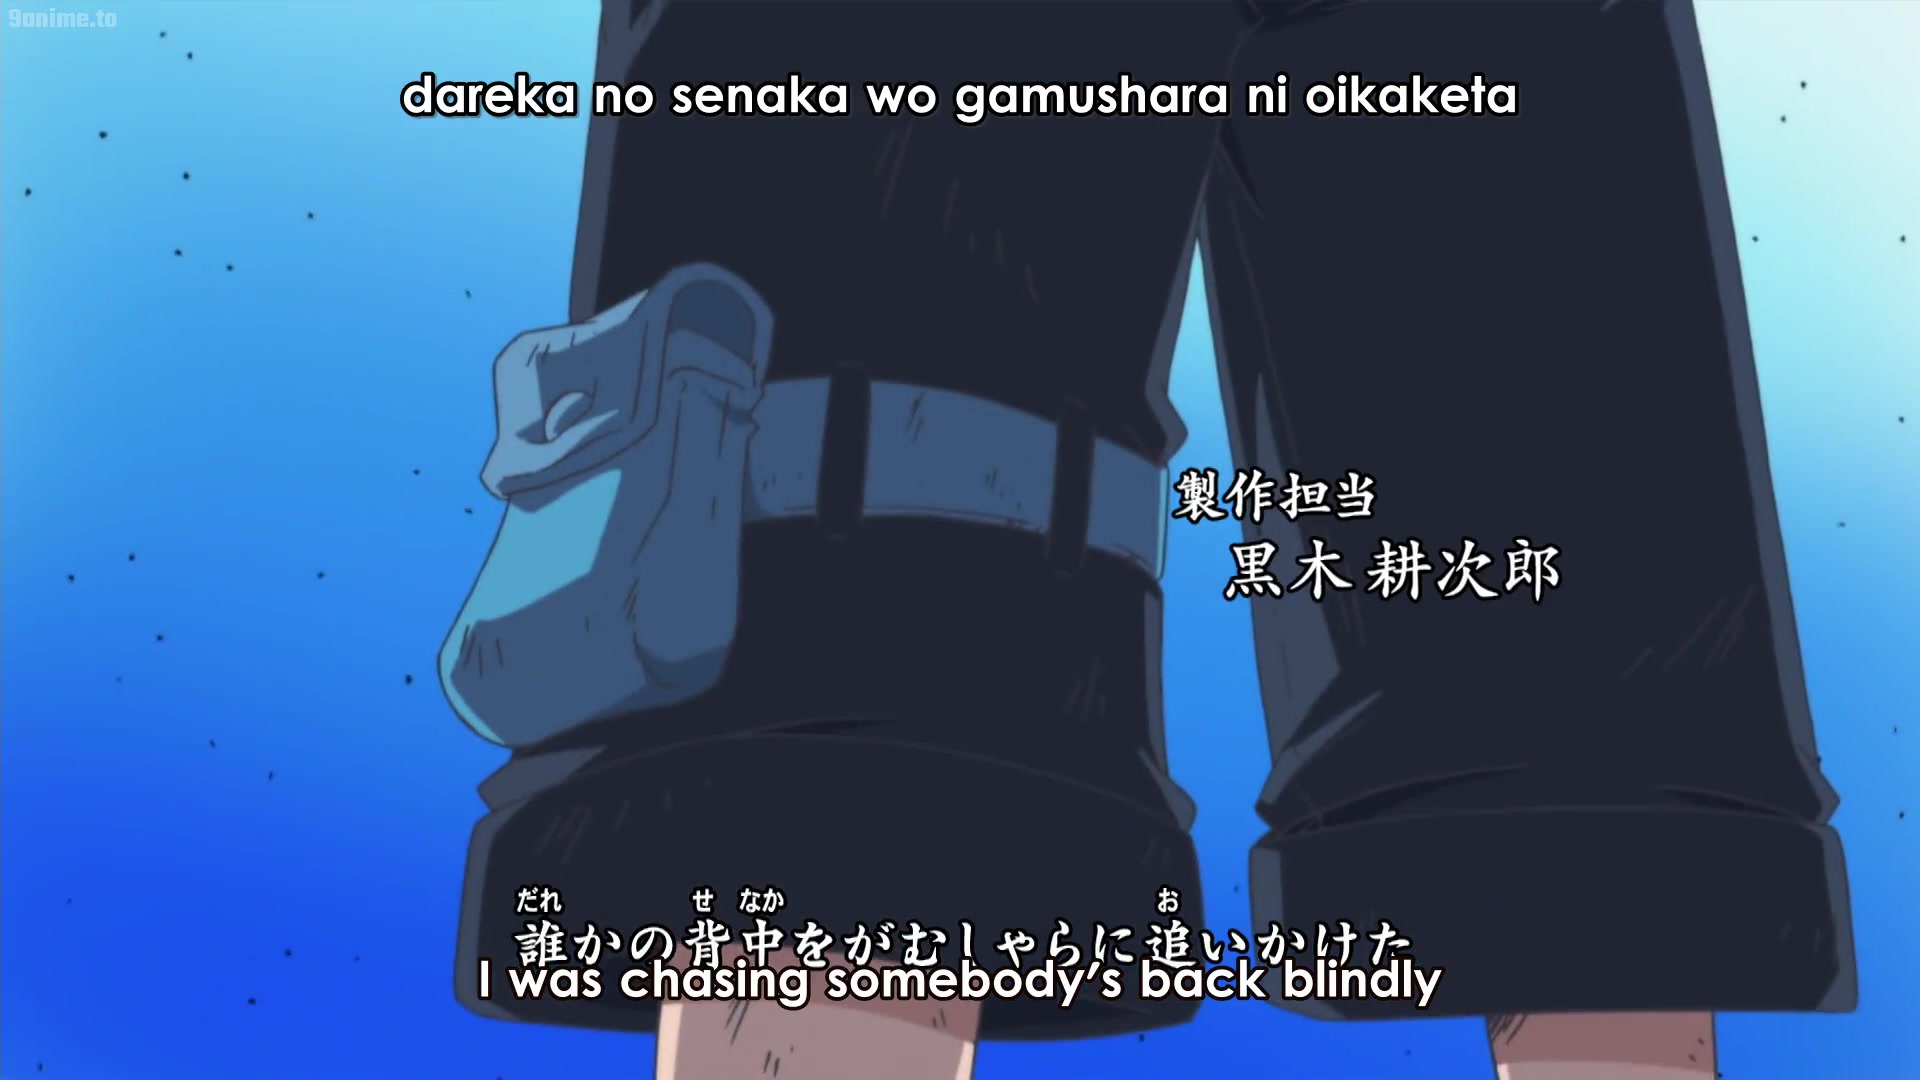 9anime.to
dareka no senaka wo gamushara ni oikaketa
製作担当
黒木 耕次郎
だれ せ なか お
誰かの背中をがむしゃらに追いかけた
I was chasing somebody's back blindly